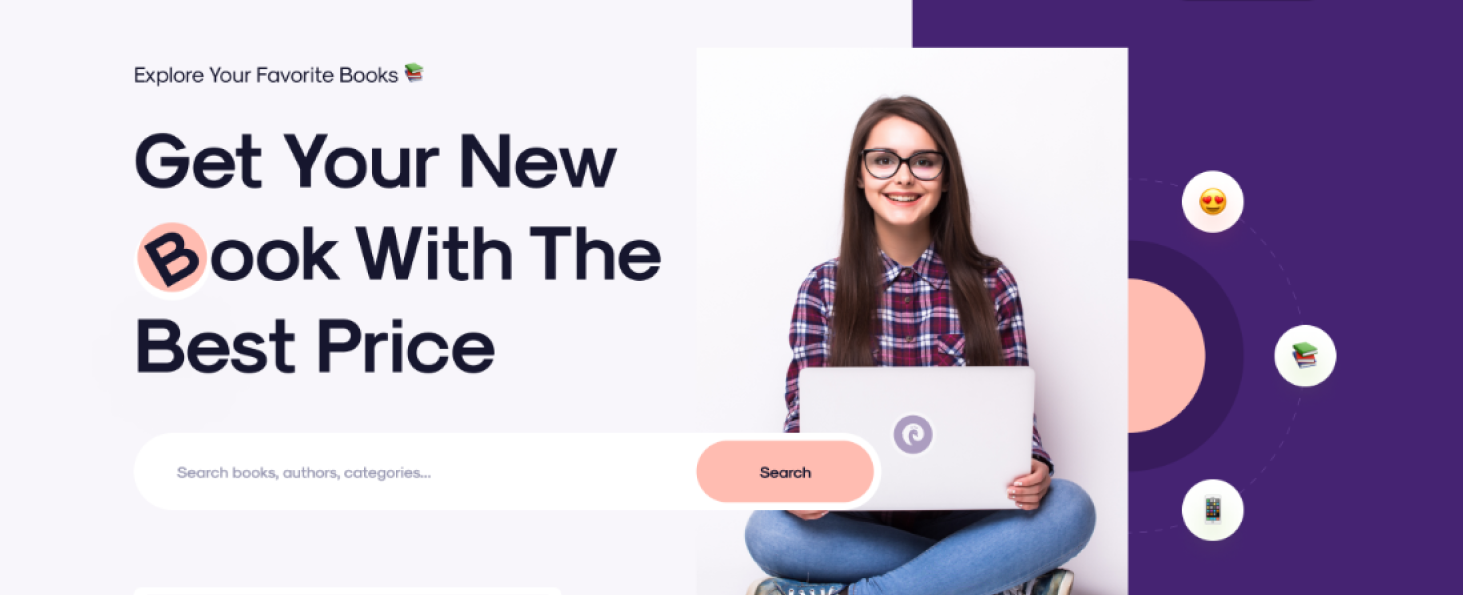 Explore Your Favorite Books 📚
Get Your New
Book With The
Best Price
Search books, authors, categories...
Search